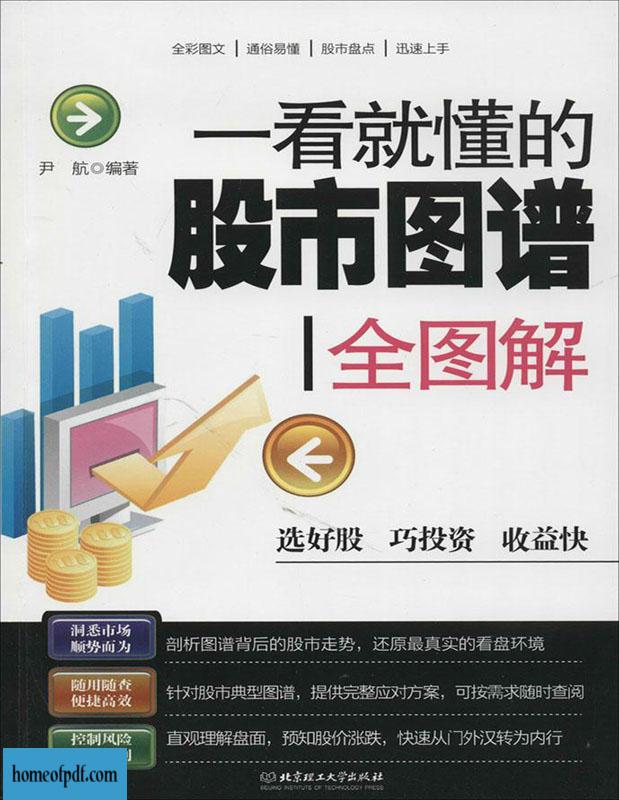 全彩图文 | 通俗易懂 | 股市盘点 | 迅速上手
一看就懂的
尹 航◎编著
股市图谱
全图解
选好股 巧投资 收益快
洞悉市场
顺势而为
剖析图谱背后的股市走势，还原最真实的看盘环境
随用随查
便捷高效
针对股市典型图谱，提供完整应对方案，可按需求随时查阅
控制风险
直观理解盘面，预知股价涨跌，快速从门外汉转为内行
homeofpdf.com
北京理工大学出版社
BEIJING INSTITUTE OF TECHNOLOGY PRESS